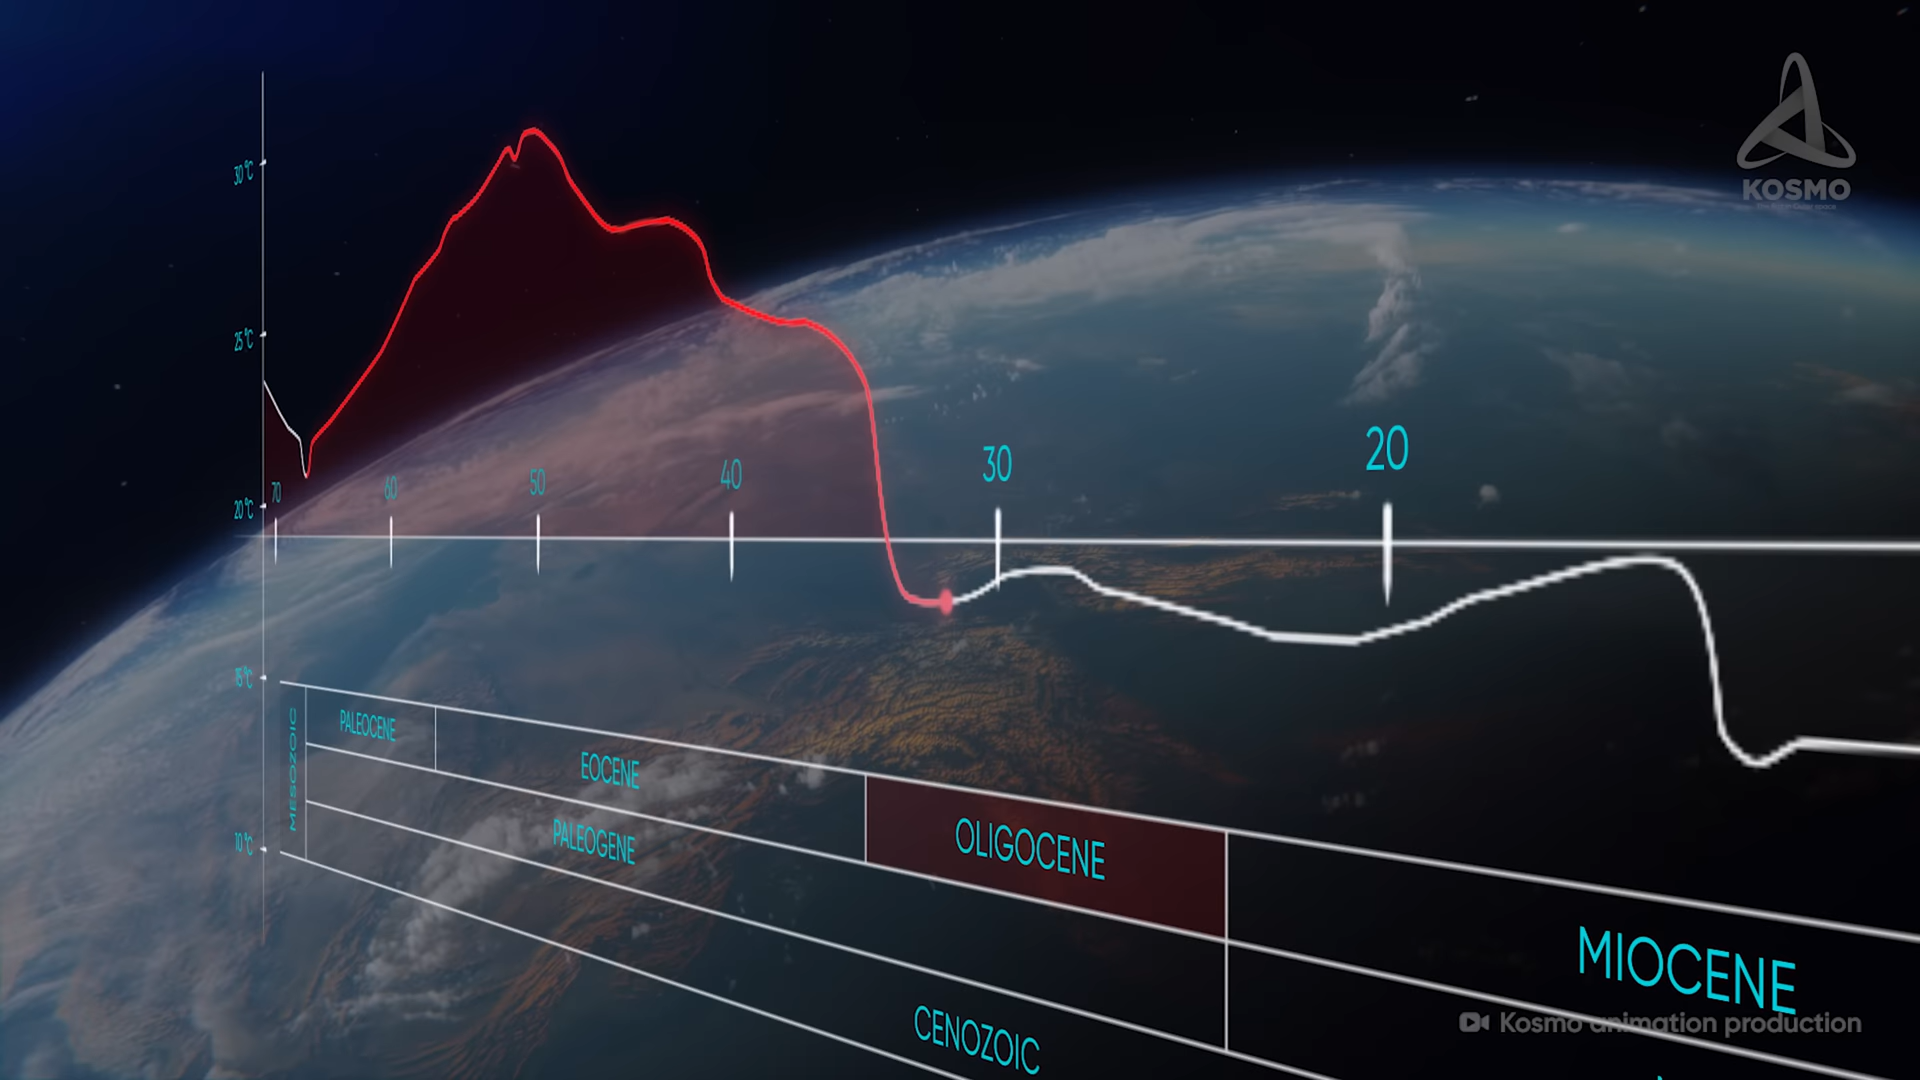 KOSMO
30°C
25°C
20°C
15°C
10°C
70
60
50
40
30
20
MESOZOIC
PALEOCENE
EOCENE
OLIGOCENE
MIOCENE
PALEOGENE
CENOZOIC
Kosmo animation production